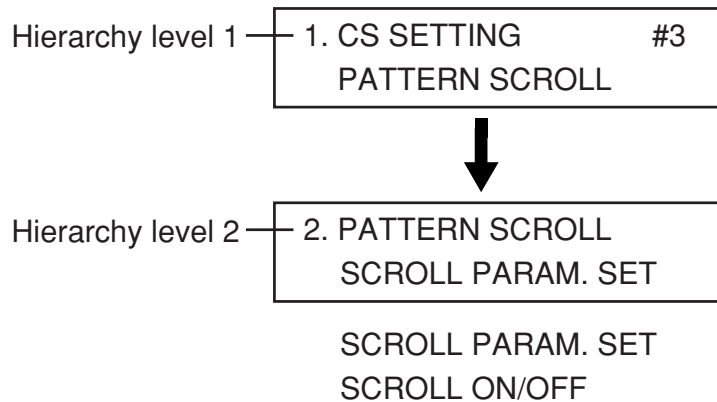 Hierarchy level 1
1. CS SETTING #3
PATTERN SCROLL
Hierarchy level 2
2. PATTERN SCROLL
SCROLL PARAM. SET
SCROLL PARAM. SET
SCROLL ON/OFF